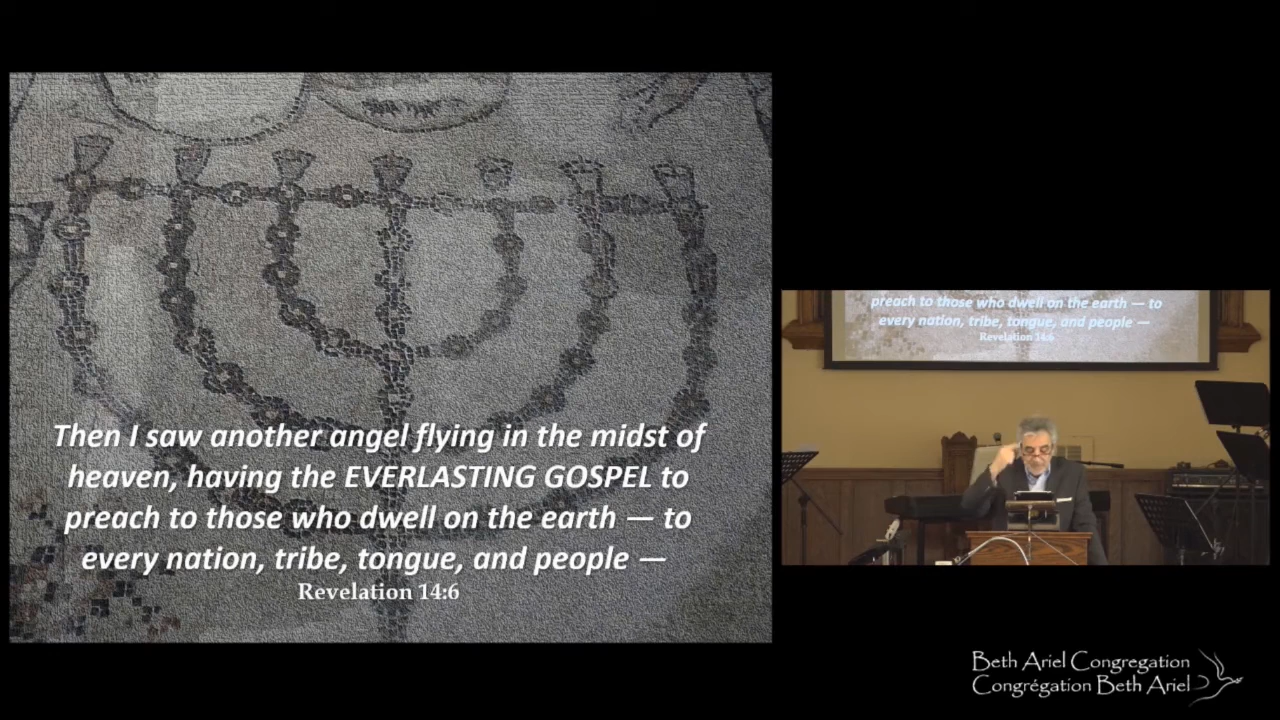 Then I saw another angel flying in the midst of
heaven, having the EVERLASTING GOSPEL to
preach to those who dwell on the earth — to
every nation, tribe, tongue, and people —
Revelation 14:6
preach to those who dwell on the earth — to
every nation, tribe, tongue, and people —
Revelation 14:6
Beth Ariel Congregation
Congrégation Beth Ariel